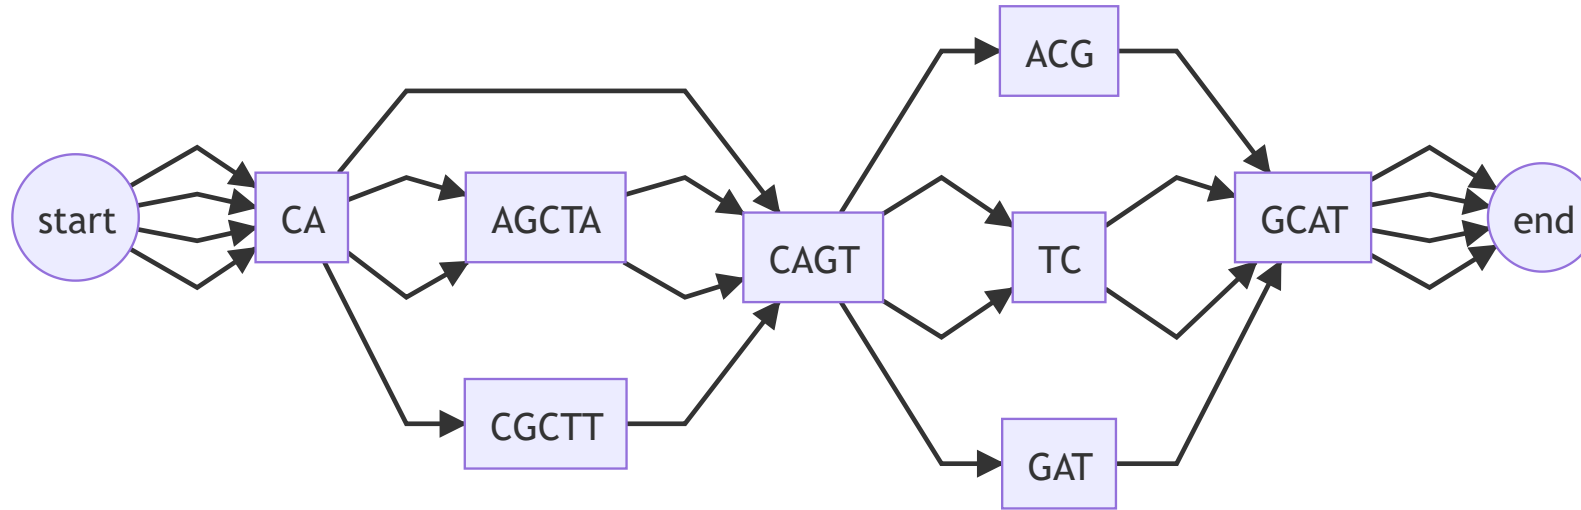 start
CA
AGCTA
CGCTT
CAGT
ACG
TC
GAT
GCAT
end